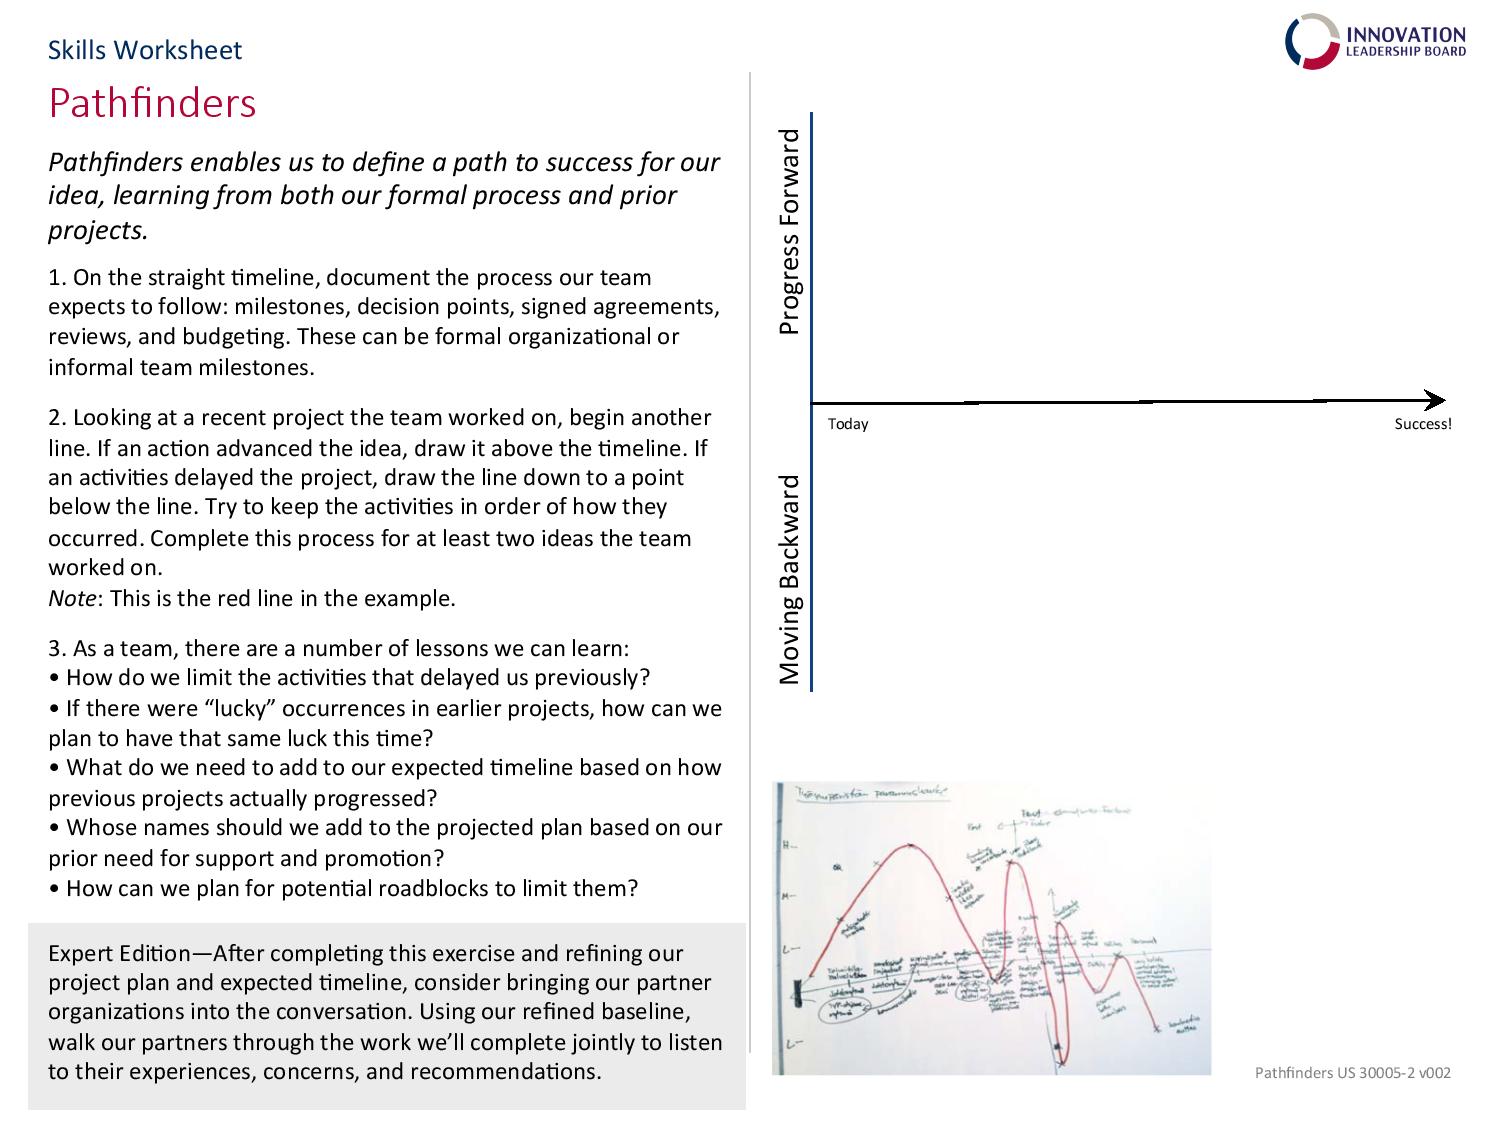 Skills Worksheet
Pathfinders
Pathfinders enables us to define a path to success for our
idea, learning from both our formal process and prior
projects.
1. On the straight timeline, document the process our team
expects to follow: milestones, decision points, signed agreements,
reviews, and budgeting. These can be formal organizational or
informal team milestones.
2. Looking at a recent project the team worked on, begin another
line. If an action advanced the idea, draw it above the timeline. If
an activities delayed the project, draw the line down to a point
below the line. Try to keep the activities in order of how they
occurred. Complete this process for at least two ideas the team
worked on.
Note: This is the red line in the example.
3. As a team, there are a number of lessons we can learn:
• How do we limit the activities that delayed us previously?
• If there were “lucky” occurrences in earlier projects, how can we
plan to have that same luck this time?
• What do we need to add to our expected timeline based on how
previous projects actually progressed?
• Whose names should we add to the projected plan based on our
prior need for support and promotion?
• How can we plan for potential roadblocks to limit them?
Expert Edition—After completing this exercise and refining our
project plan and expected timeline, consider bringing our partner
organizations into the conversation. Using our refined baseline,
walk our partners through the work we’ll complete jointly to listen
to their experiences, concerns, and recommendations.
INNOVATION
LEADERSHIP BOARD
Progress Forward
Today
Success!
Moving Backward
H
M
L
L
Pathfinders US 30005-2 v002